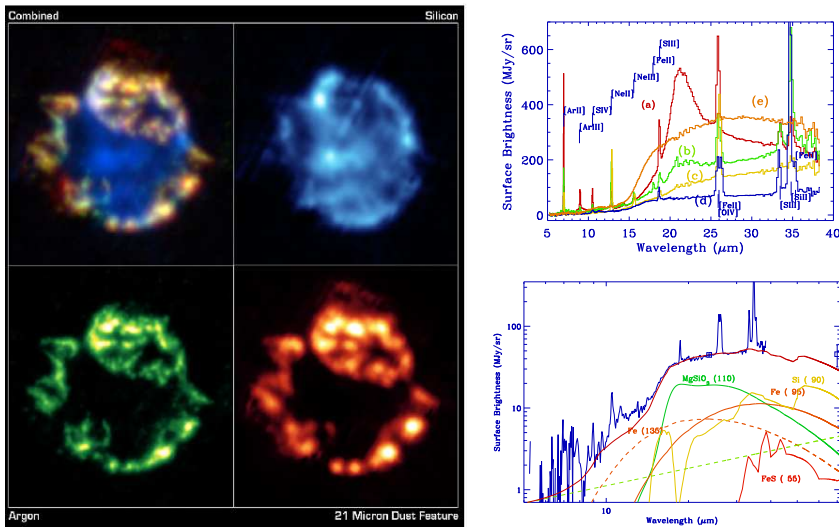 Combined
Silicon
Argon
21 Micron Dust Feature
Surface Brightness (MJy/sr)
600
400
200
0
[ArII]
[ArIII]
[SIV]
[NeII]
[NeIII]
[FeII]
[SIII]
(a)
(b)
(c)
(d)
(e)
[FeII]
[OIV]
[SIII]
[SiII]
[FeII]
5 10 15 20 25 30 35 40
Wavelength (μm)
Surface Brightness (MJy/sr)
100
10
1
MgSiO3 (110)
Si ( 90)
Fe ( 95)
Fe (135)
FeS ( 55)
10
Wavelength (μm)